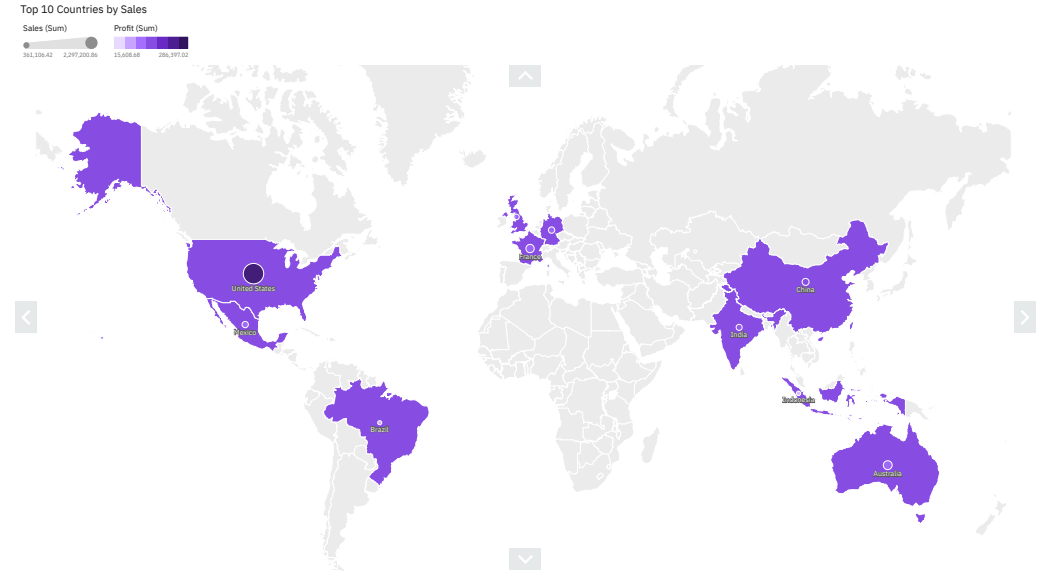 Top 10 Countries by Sales
Sales (Sum)
Profit (Sum)
361,106.42
2,297,200.86
15,608.68
286,397.02
France
United States
China
Mexico
India
Indonesia
Brazil
Australia